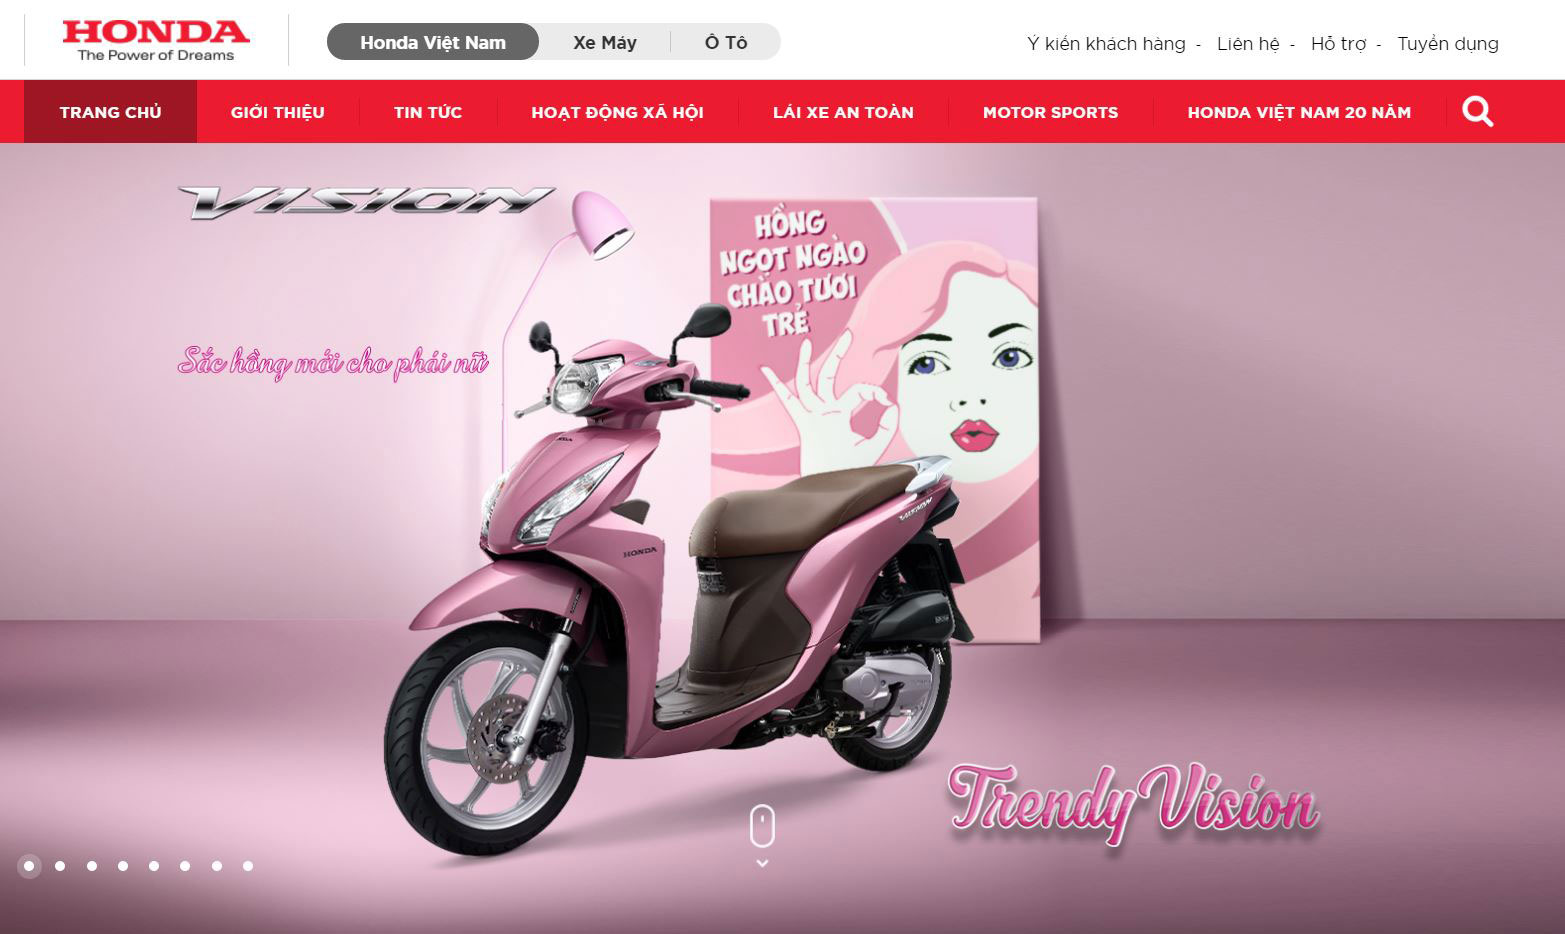 HONDA
The Power of Dreams
Honda Việt Nam
Xe Máy
Ô Tô
Ý kiến khách hàng - Liên hệ - Hỗ trợ - Tuyển dụng
TRANG CHỦ
GIỚI THIỆU
TIN TỨC
HOẠT ĐỘNG XÃ HỘI
LÁI XE AN TOÀN
MOTOR SPORTS
HONDA VIỆT NAM 20 NĂM
VISION
HỒNG
NGỌT NGÀO
CHÀO TƯƠI
TRẺ
Sắc hồng mới cho phái nữ
HONDA
HONDA
VISION
Trendy Vision